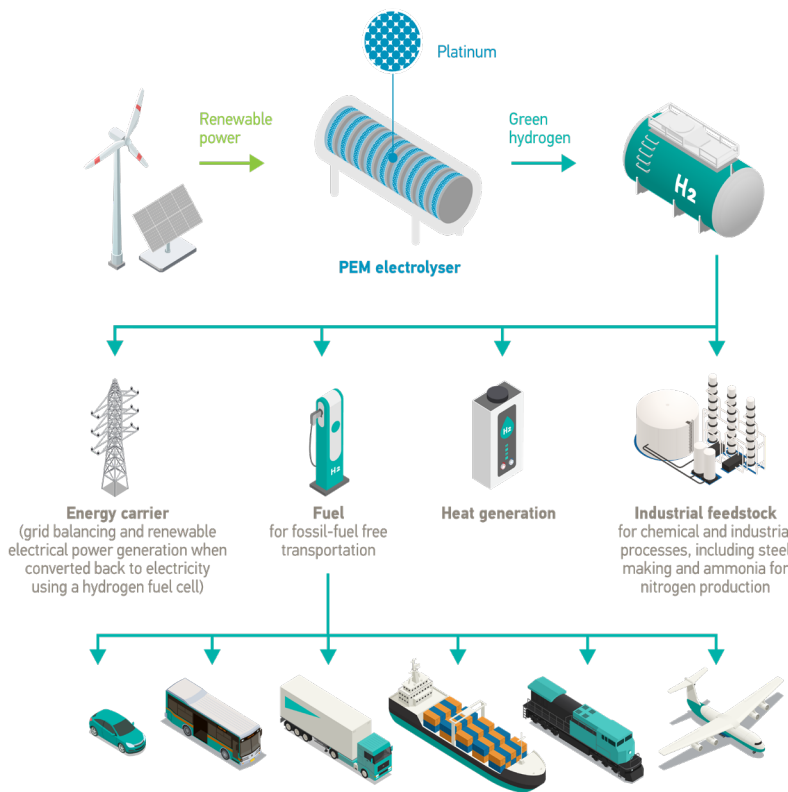 Platinum
Renewable
power
Green
hydrogen
H2
PEM electrolyser
H2
H2
Energy carrier
(grid balancing and renewable
electrical power generation when
converted back to electricity
using a hydrogen fuel cell)
Fuel
for fossil-fuel free
transportation
Heat generation
Industrial feedstock
for chemical and industrial
processes, including steel
making and ammonia for
nitrogen production